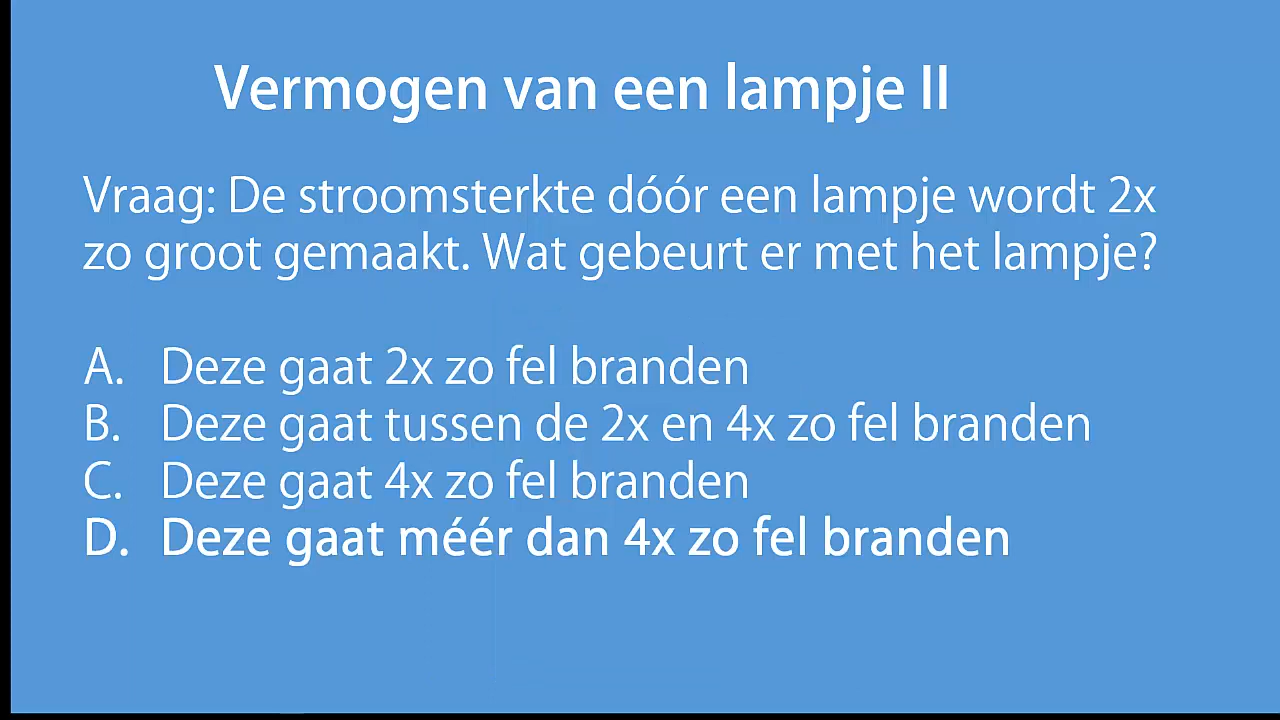 Vermogen van een lampje II
Vraag: De stroomsterkte dóór een lampje wordt 2x
zo groot gemaakt. Wat gebeurt er met het lampje?
A. Deze gaat 2x zo fel branden
B. Deze gaat tussen de 2x en 4x zo fel branden
C. Deze gaat 4x zo fel branden
D. Deze gaat méér dan 4x zo fel branden